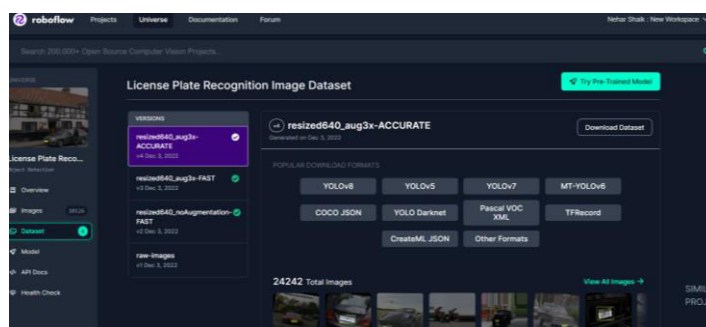 roboflow Projects Universe Documentation Forum Nehar Shaik : New Workspace
Search 200,000+ Open Source Computer Vision Projects...
UNIVERSE
License Plate Reco...
Object Detection
Overview
Images
Dataset
Model
API Docs
Health Check
License Plate Recognition Image Dataset
Try Pre-Trained Model
VERSIONS
resized640_aug3x-
ACCURATE
v4 Dec 3, 2022
resized640_aug3x-FAST
v3 Dec 3, 2022
resized640_noAugmentation-
FAST
v2 Dec 3, 2022
raw-images
v1 Dec 3, 2022
v4 resized640_aug3x-ACCURATE
Generated on Dec 3, 2022
Download Dataset
POPULAR DOWNLOAD FORMATS
YOLOv8 YOLOv5 YOLOv7 MT-YOLOv6
COCO JSON YOLO Darknet Pascal VOC XML TFRecord
CreateML JSON Other Formats
24242 Total Images
View All Images →